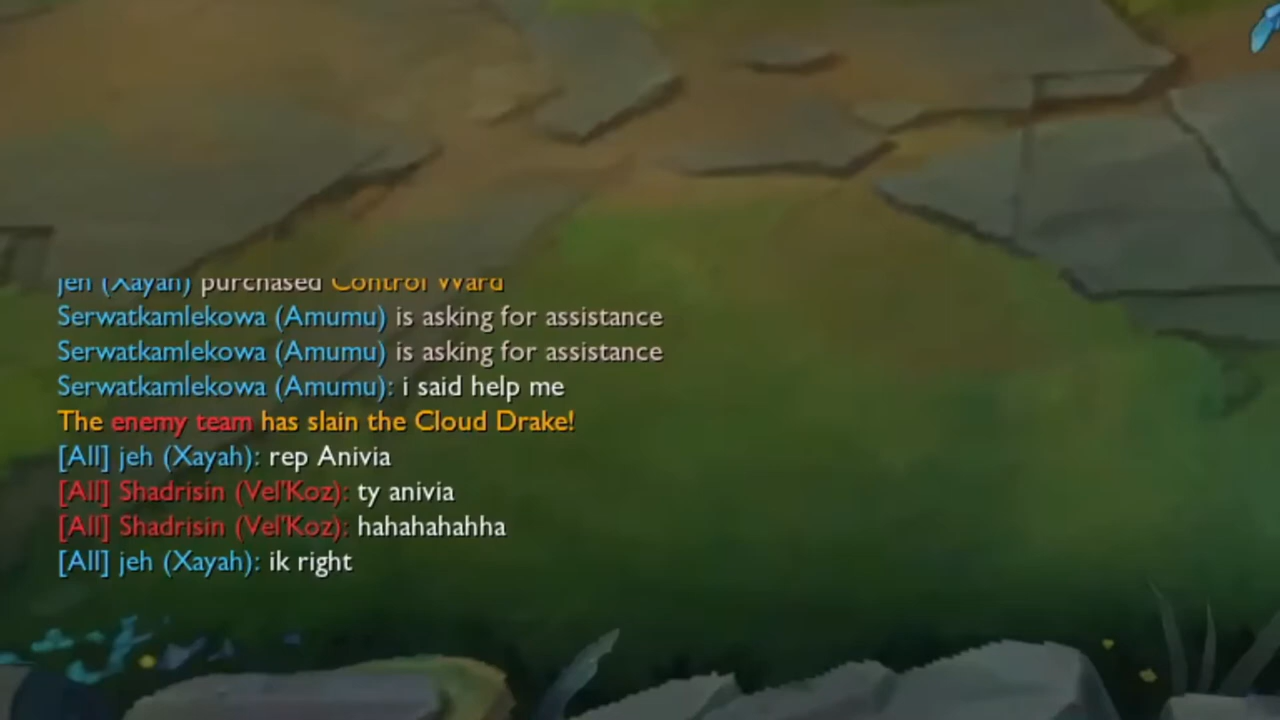 jeh (Xayah) purchased Control Ward
Serwatkamlekowa (Amumu) is asking for assistance
Serwatkamlekowa (Amumu) is asking for assistance
Serwatkamlekowa (Amumu): i said help me
The enemy team has slain the Cloud Drake!
[All] jeh (Xayah): rep Anivia
[All] Shadrisin (Vel'Koz): ty anivia
[All] Shadrisin (Vel'Koz): hahahahahha
[All] jeh (Xayah): ik right